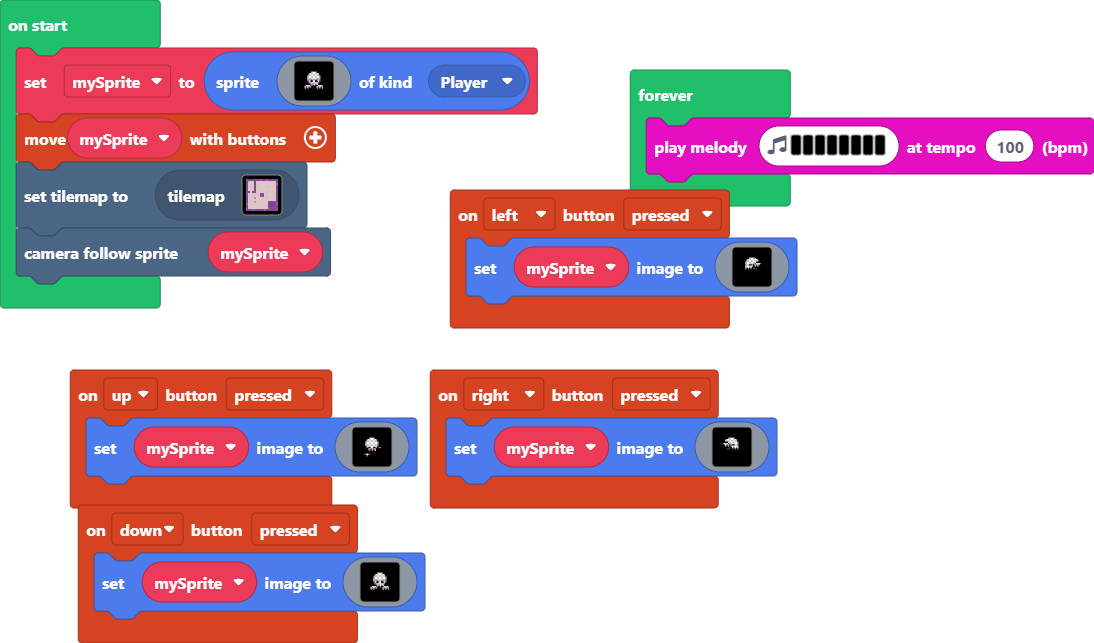 on start
set mySprite to sprite of kind Player
move mySprite with buttons
set tilemap to tilemap
camera follow sprite mySprite
forever
play melody at tempo 100 (bpm)
on left button pressed
set mySprite image to
on up button pressed
set mySprite image to
on right button pressed
set mySprite image to
on down button pressed
set mySprite image to